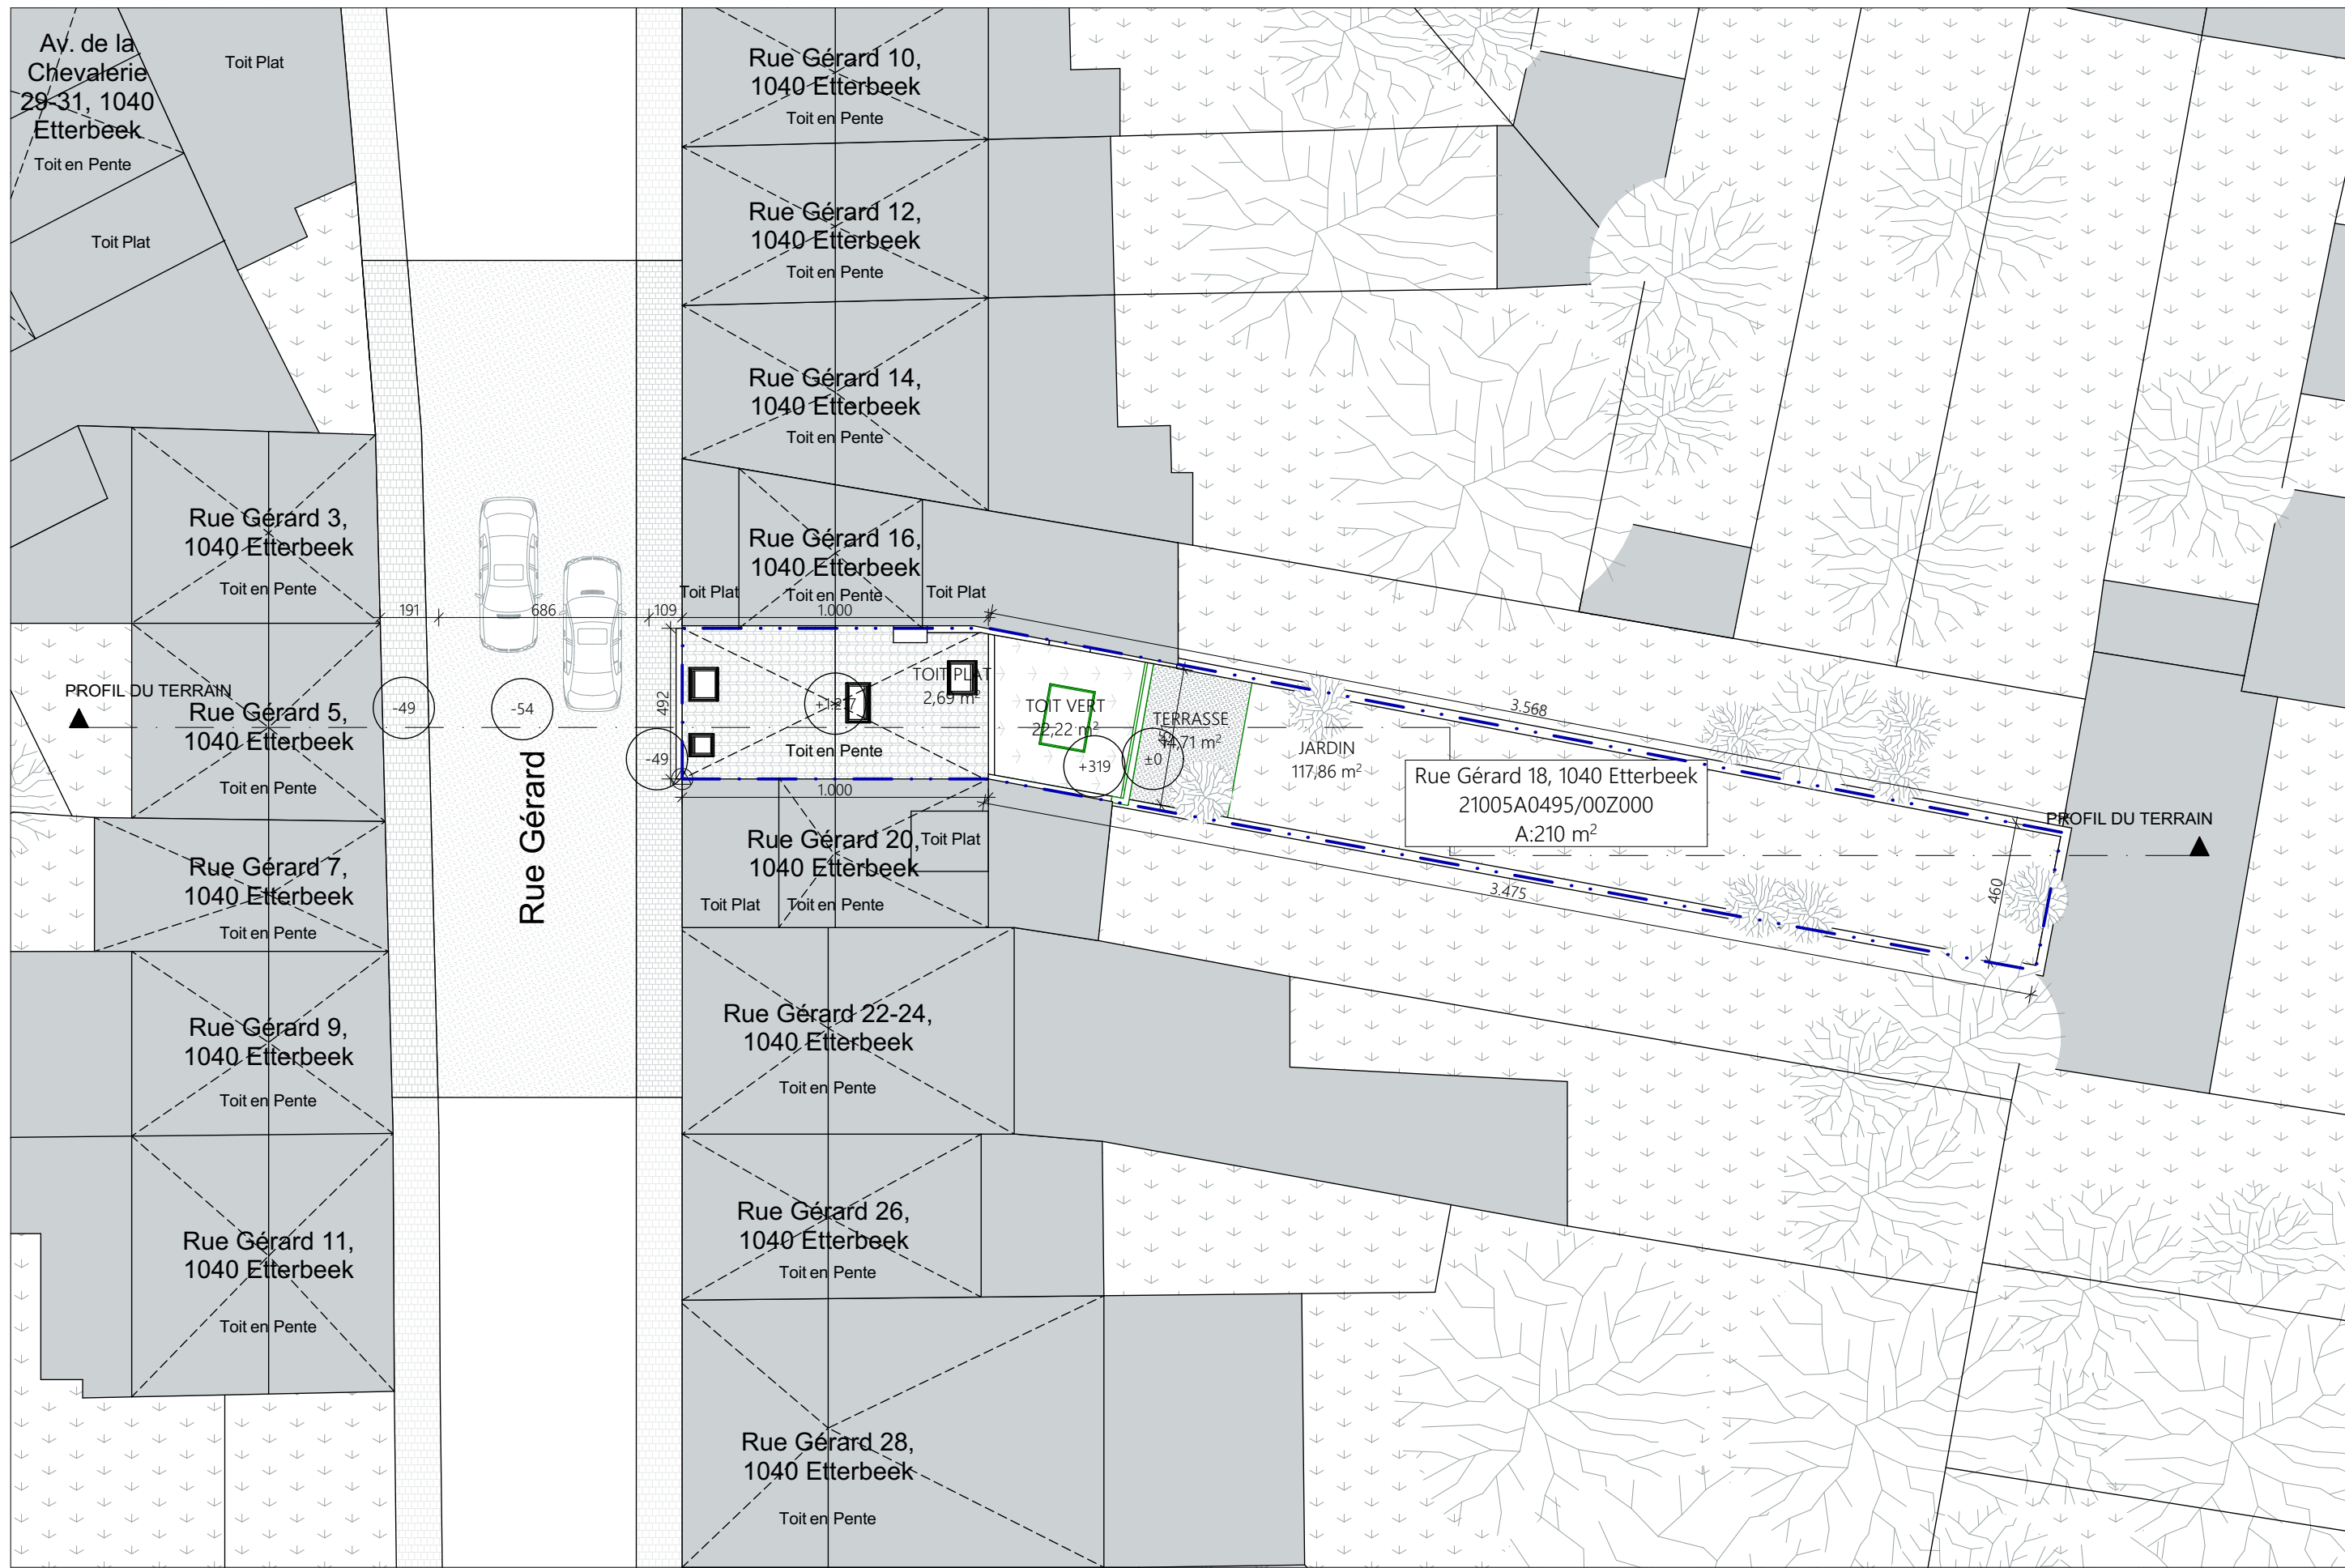 Av. de la
Chevalerie
29-31, 1040
Etterbeek
Toit en Pente
Toit Plat
Toit Plat
Rue Gérard 10,
1040 Etterbeek
Toit en Pente
Rue Gérard 12,
1040 Etterbeek
Toit en Pente
Rue Gérard 14,
1040 Etterbeek
Toit en Pente
Rue Gérard 3,
1040 Etterbeek
Toit en Pente
Rue Gérard 16,
1040 Etterbeek
Toit Plat
Toit en Pente
Toit Plat
191
686
109
1.000
492
PROFIL DU TERRAIN
Rue Gérard 5,
1040 Etterbeek
Toit en Pente
-49
-54
-49
Rue Gérard
TOIT PLAT
2,69 m²
Toit en Pente
1.000
TOIT VERT
22,22 m²
+319
TERRASSE
±0
JARDIN
117,86 m²
3.568
Rue Gérard 18, 1040 Etterbeek
21005A0495/00Z000
A:210 m²
3.475
460
PROFIL DU TERRAIN
Rue Gérard 7,
1040 Etterbeek
Toit en Pente
Rue Gérard 20,
1040 Etterbeek
Toit Plat
Toit Plat
Toit en Pente
Rue Gérard 9,
1040 Etterbeek
Toit en Pente
Rue Gérard 22-24,
1040 Etterbeek
Toit en Pente
Rue Gérard 11,
1040 Etterbeek
Toit en Pente
Rue Gérard 26,
1040 Etterbeek
Toit en Pente
Rue Gérard 28,
1040 Etterbeek
Toit en Pente